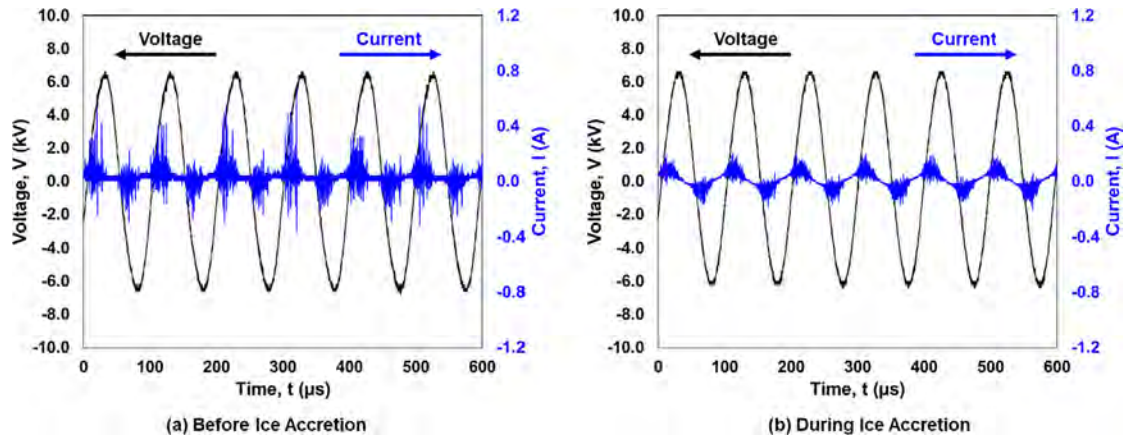 10.0
8.0
6.0
4.0
2.0
0.0
-2.0
-4.0
-6.0
-8.0
-10.0
Voltage, V (kV)
Voltage
Current
1.2
0.8
0.4
0.0
-0.4
-0.8
-1.2
Current, I (A)
0 100 200 300 400 500 600
Time, t (µs)
(a) Before Ice Accretion
10.0
8.0
6.0
4.0
2.0
0.0
-2.0
-4.0
-6.0
-8.0
-10.0
Voltage, V (kV)
Voltage
Current
1.2
0.8
0.4
0.0
-0.4
-0.8
-1.2
Current, I (A)
0 100 200 300 400 500 600
Time, t (µs)
(b) During Ice Accretion